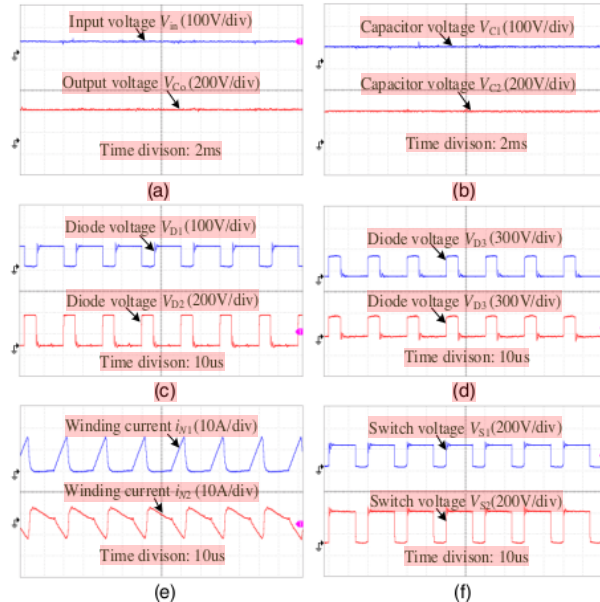 Input voltage Vin(100V/div)
Output voltage VCo(200V/div)
Time divison: 2ms
(a)
Capacitor voltage VC1(100V/div)
Capacitor voltage VC2(200V/div)
Time divison: 2ms
(b)
Diode voltage VD1(100V/div)
Diode voltage VD2(200V/div)
Time divison: 10us
(c)
Diode voltage VD3(300V/div)
Diode voltage VD3(300V/div)
Time divison: 10us
(d)
Winding current iN1(10A/div)
Winding current iN2(10A/div)
Time divison: 10us
(e)
Switch voltage VS1(200V/div)
Switch voltage VS2(200V/div)
Time divison: 10us
(f)